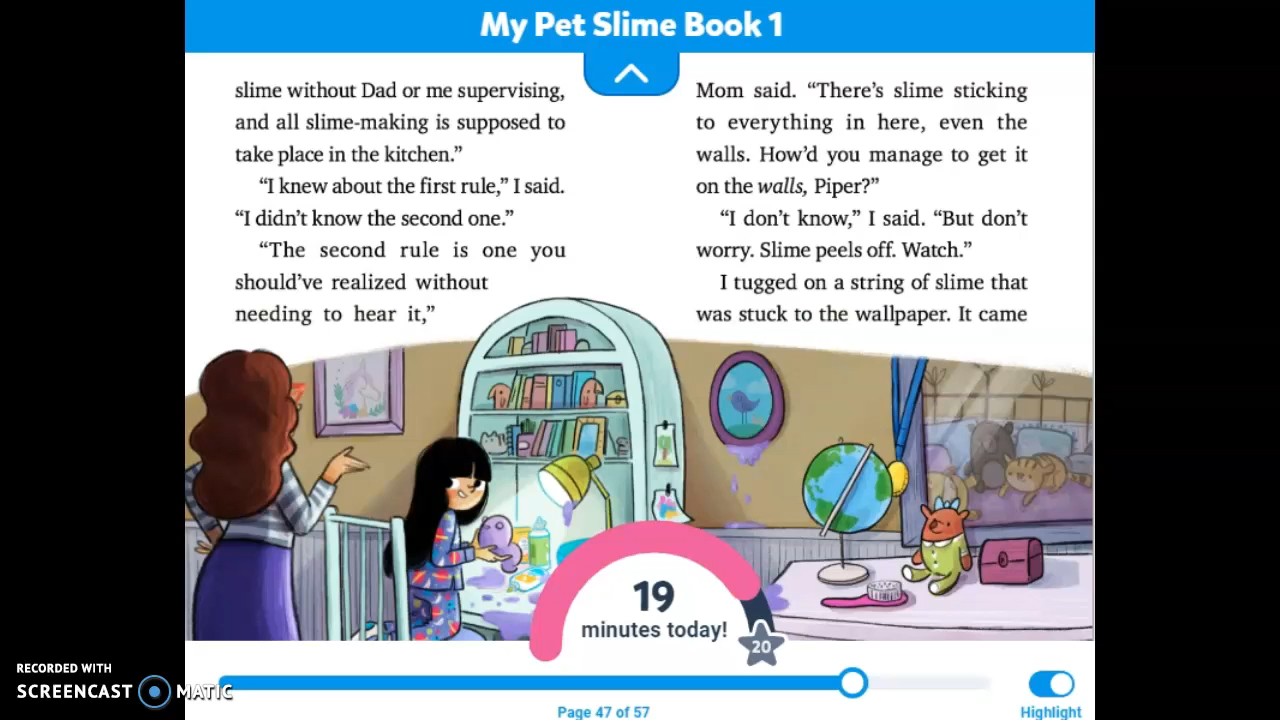 My Pet Slime Book 1
slime without Dad or me supervising,
and all slime-making is supposed to
take place in the kitchen.”
“I knew about the first rule,” I said.
“I didn’t know the second one.”
“The second rule is one you
should’ve realized without
needing to hear it,”
Mom said. “There’s slime sticking
to everything in here, even the
walls. How’d you manage to get it
on the walls, Piper?”
“I don’t know,” I said. “But don’t
worry. Slime peels off. Watch.”
I tugged on a string of slime that
was stuck to the wallpaper. It came
19
minutes today!
20
RECORDED WITH
SCREENCAST MATIC
Page 47 of 57
Highlight